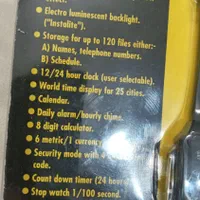 ● Electro luminescent backlight.
("Instalite").
● Storage for up to 120 files either:-
A) Names, telephone numbers.
B) Schedule.
● 12/24 hour clock (user selectable).
● World time display for 25 cities.
● Calendar.
● Daily alarm/hourly chime.
● 8 digit calculator.
● 6 metric/1 currency
● Security mode with
code.
● Count down timer (24 hour
● Stop watch 1/100 second.